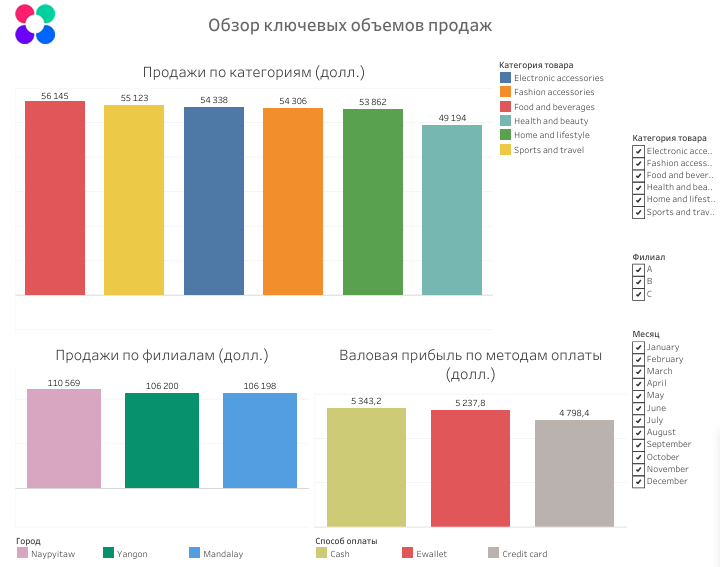 Обзор ключевых объемов продаж
Продажи по категориям (долл.)
56 145
55 123
54 338
54 306
53 862
49 194
Категория товара
Electronic accessories
Fashion accessories
Food and beverages
Health and beauty
Home and lifestyle
Sports and travel
Категория товара
Electronic acce..
Fashion access..
Food and bever..
Health and bea..
Home and lifest..
Sports and trav..
Филиал
A
B
C
Месяц
January
February
March
April
May
June
July
August
September
October
November
December
Продажи по филиалам (долл.)
110 569
106 200
106 198
Город
Naypyitaw
Yangon
Mandalay
Валовая прибыль по методам оплаты
(долл.)
5 343,2
5 237,8
4 798,4
Способ оплаты
Cash
Ewallet
Credit card